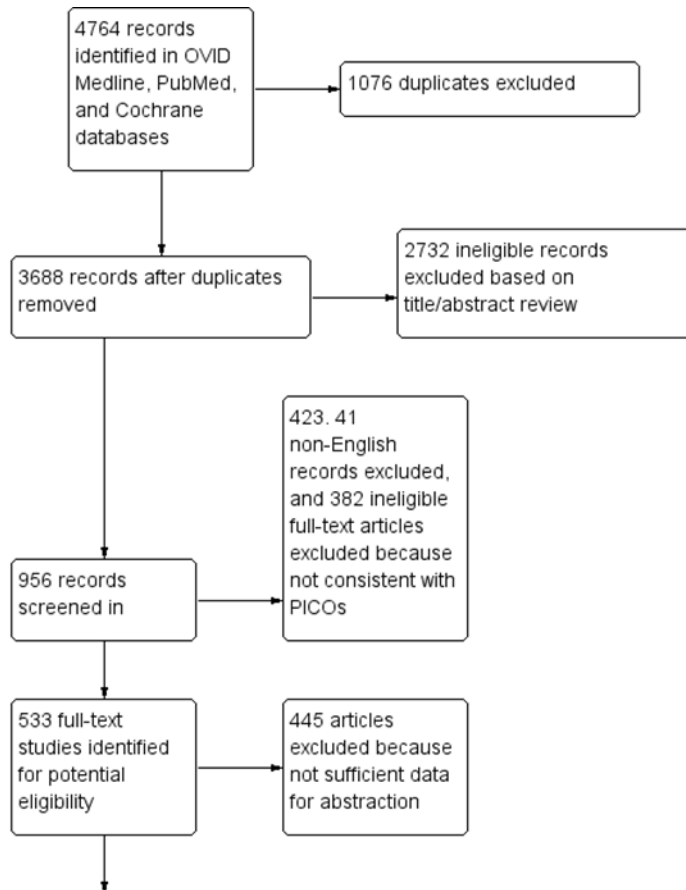 4764 records
identified in OVID
Medline, PubMed,
and Cochrane
databases
1076 duplicates excluded
3688 records after duplicates
removed
2732 ineligible records
excluded based on
title/abstract review
423. 41
non-English
records excluded,
and 382 ineligible
full-text articles
excluded because
not consistent with
PICOs
956 records
screened in
533 full-text
studies identified
for potential
eligibility
445 articles
excluded because
not sufficient data
for abstraction